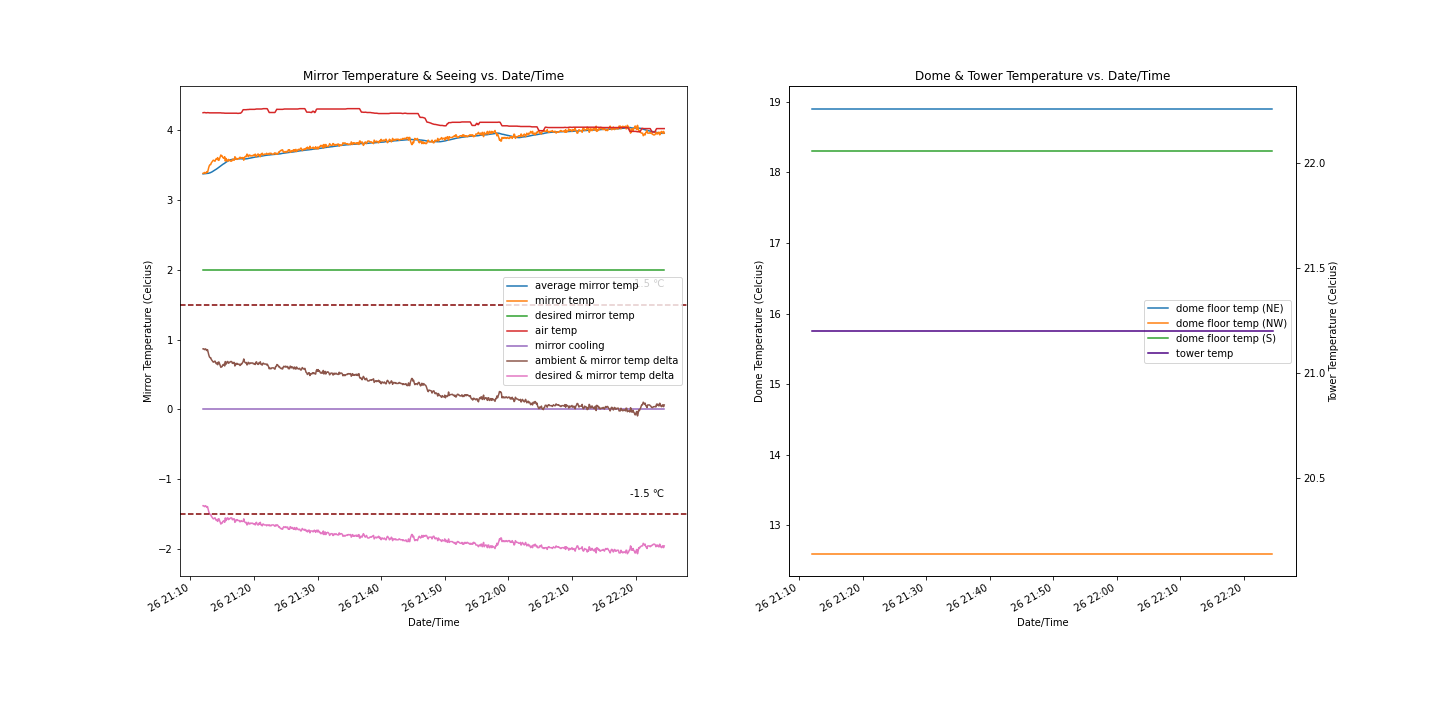 Mirror Temperature & Seeing vs. Date/Time
Mirror Temperature (Celcius)
4
3
2
1
0
−1
−2
1.5 °C
average mirror temp
mirror temp
desired mirror temp
air temp
mirror cooling
ambient & mirror temp delta
desired & mirror temp delta
-1.5 °C
26 21:10
26 21:20
26 21:30
26 21:40
26 21:50
26 22:00
26 22:10
26 22:20
Date/Time
Dome & Tower Temperature vs. Date/Time
Dome Temperature (Celcius)
19
18
17
16
15
14
13
dome floor temp (NE)
dome floor temp (NW)
dome floor temp (S)
tower temp
22.0
21.5
21.0
20.5
Tower Temperature (Celcius)
26 21:10
26 21:20
26 21:30
26 21:40
26 21:50
26 22:00
26 22:10
26 22:20
Date/Time